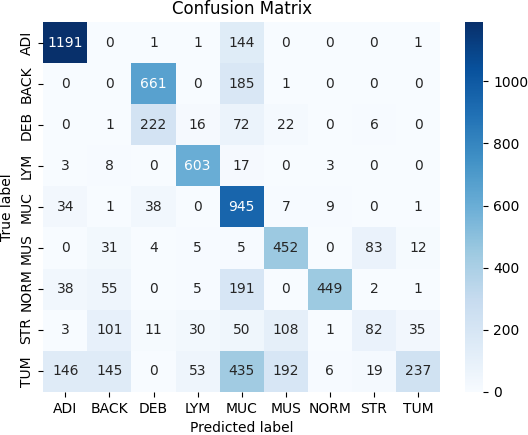 Confusion Matrix
True label
ADI 1191 0 1 1 144 0 0 0 1
BACK 0 0 661 0 185 1 0 0 0
DEB 0 1 222 16 72 22 0 6 0
LYM 3 8 0 603 17 0 3 0 0
MUC 34 1 38 0 945 7 9 0 1
MUS 0 31 4 5 5 452 0 83 12
NORM 38 55 0 5 191 0 449 2 1
STR 3 101 11 30 50 108 1 82 35
TUM 146 145 0 53 435 192 6 19 237
ADI BACK DEB LYM MUC MUS NORM STR TUM
Predicted label
1000
800
600
400
200
0